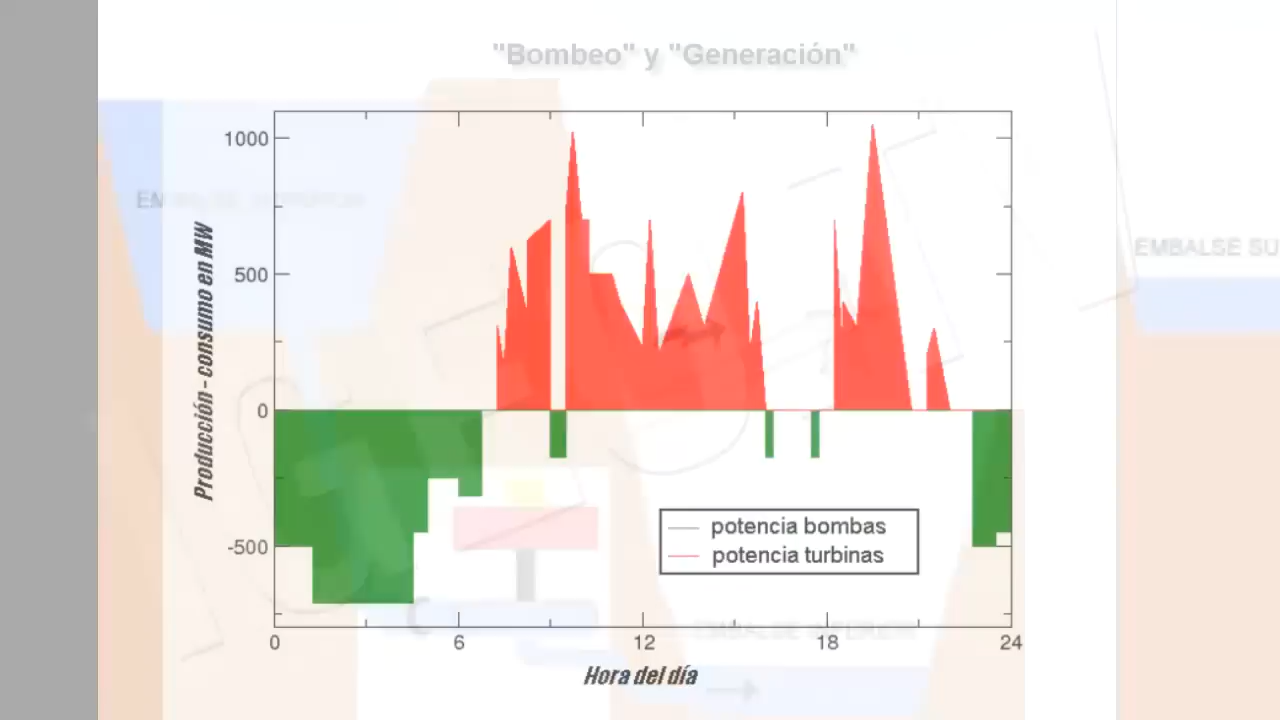 "Bombeo" y "Generación"
1000
500
0
-500
Producción - consumo en MW
EMBALSE SU
potencia bombas
potencia turbinas
0 6 12 18 24
Hora del día